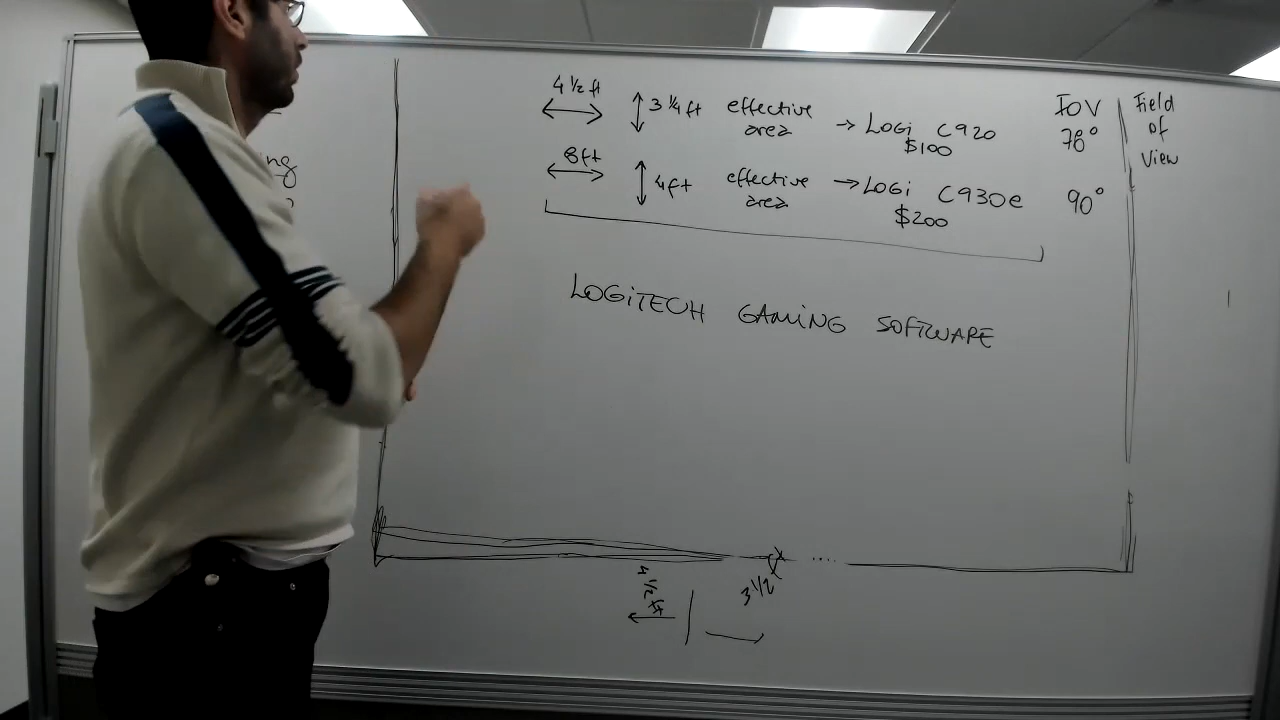 4 ½ ft
3 ¼ ft
effective
area
→ Logi C920
$100
FOV
78°
Field
of
View
8ft
4ft
effective
area
→ Logi C930e
$200
90°
ng
LOGiTECH GAMiNG SOFTWARE
4 ½ ft
3 ½